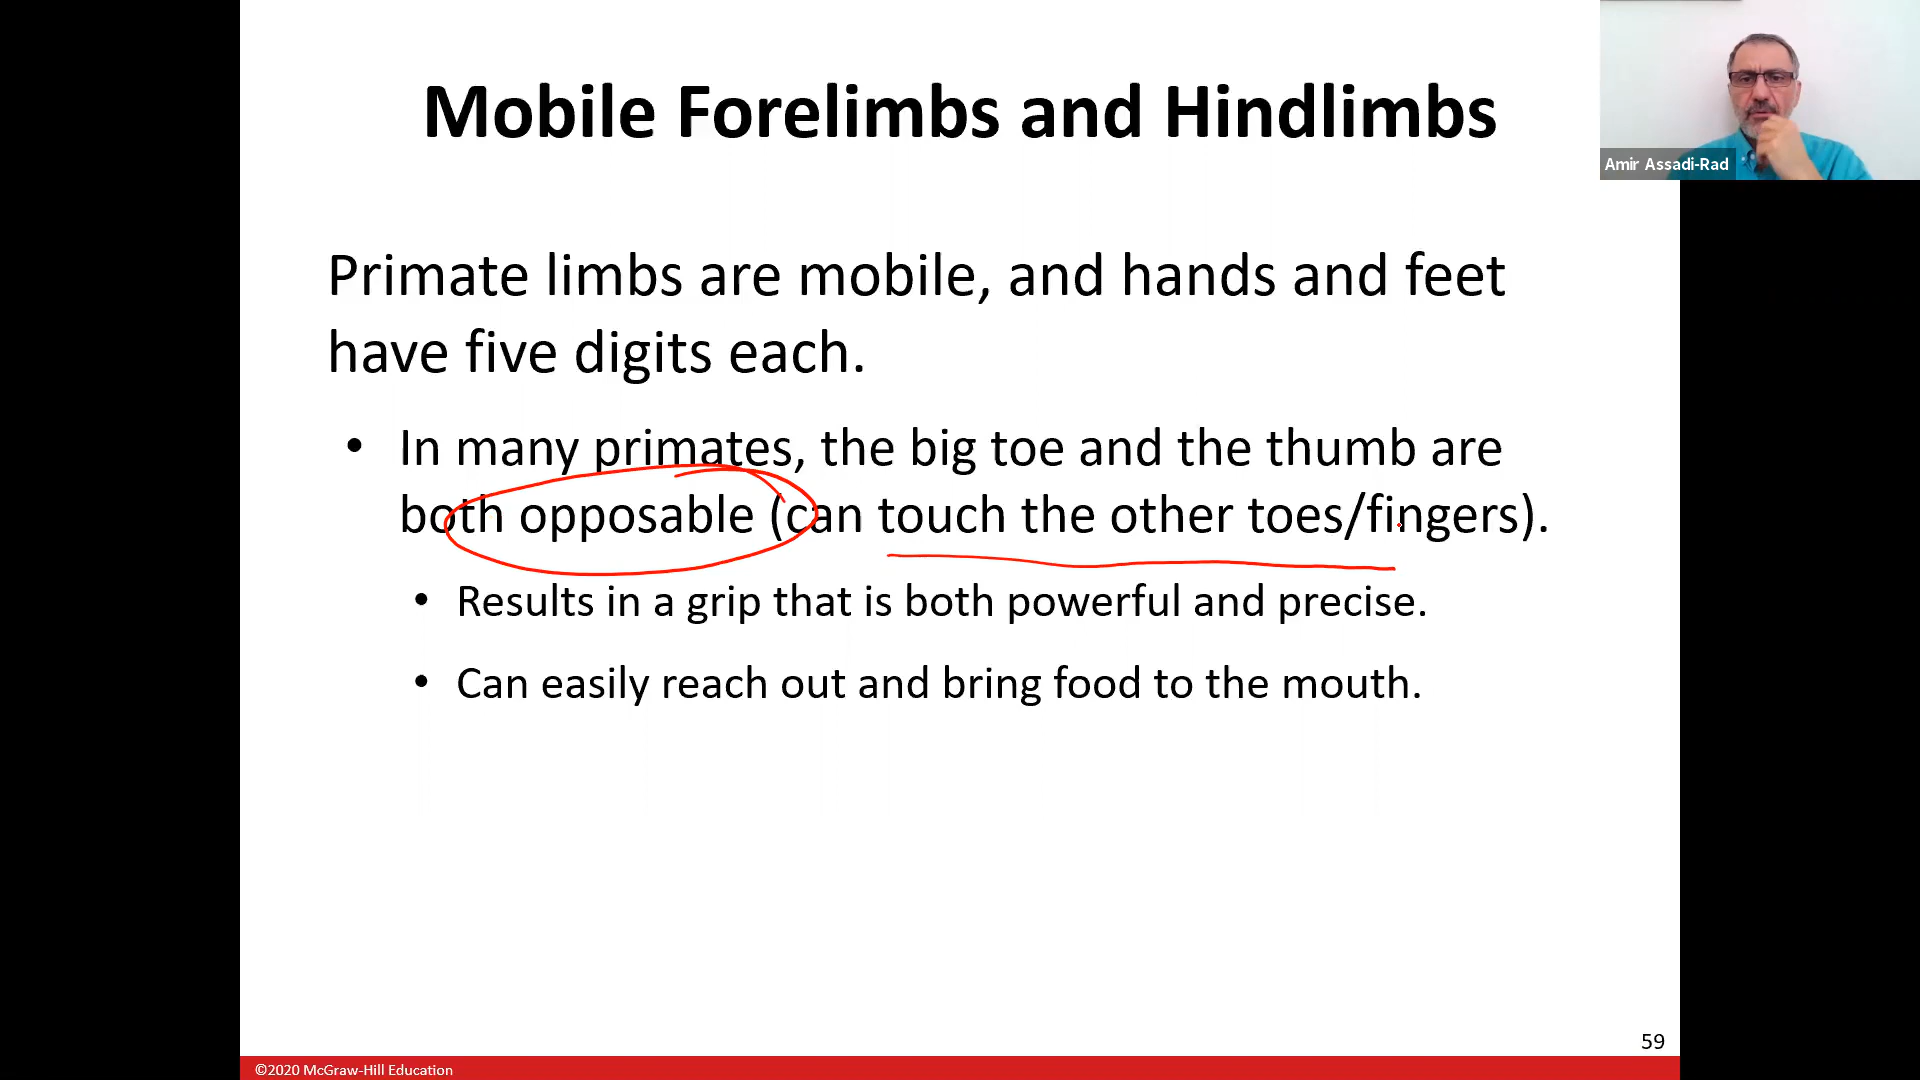 Mobile Forelimbs and Hindlimbs
Amir Assadi-Rad
Primate limbs are mobile, and hands and feet
have five digits each.
• In many primates, the big toe and the thumb are
both opposable (can touch the other toes/fingers).
• Results in a grip that is both powerful and precise.
• Can easily reach out and bring food to the mouth.
59
©2020 McGraw-Hill Education